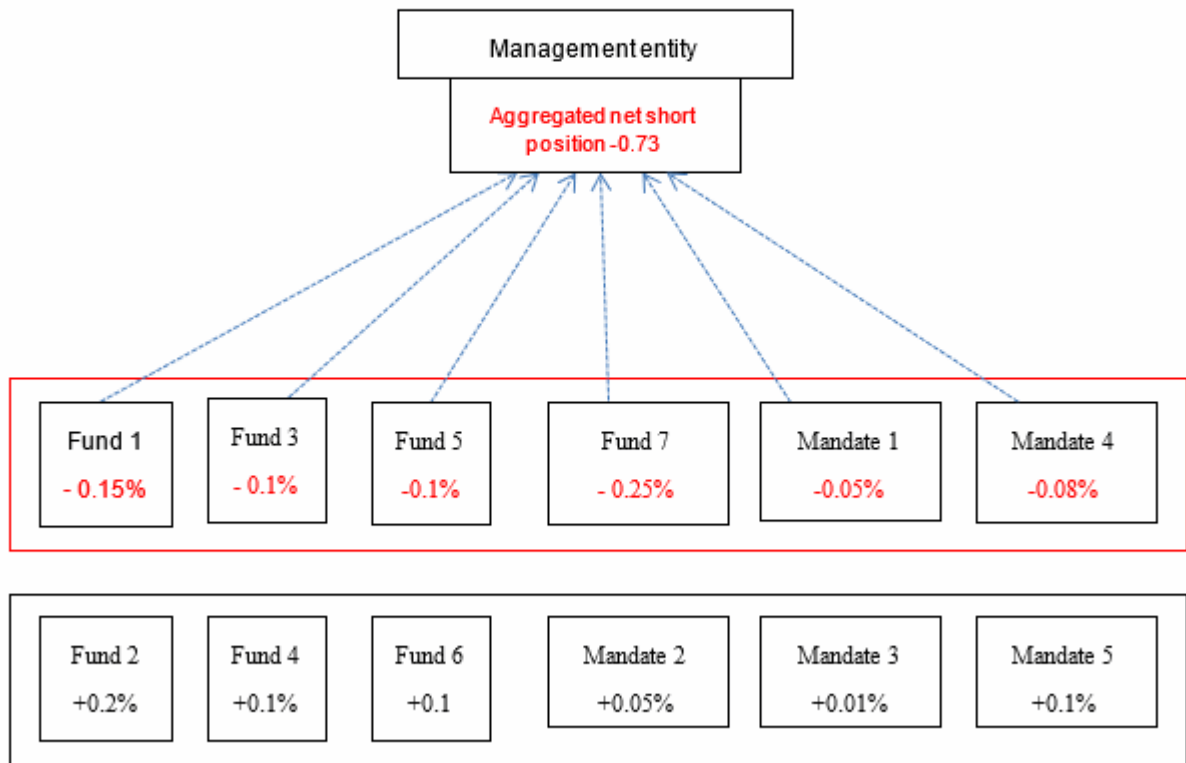 Management entity
Aggregated net short
position -0.73
Fund 1
- 0.15%
Fund 3
- 0.1%
Fund 5
-0.1%
Fund 7
- 0.25%
Mandate 1
-0.05%
Mandate 4
-0.08%
Fund 2
+0.2%
Fund 4
+0.1%
Fund 6
+0.1
Mandate 2
+0.05%
Mandate 3
+0.01%
Mandate 5
+0.1%